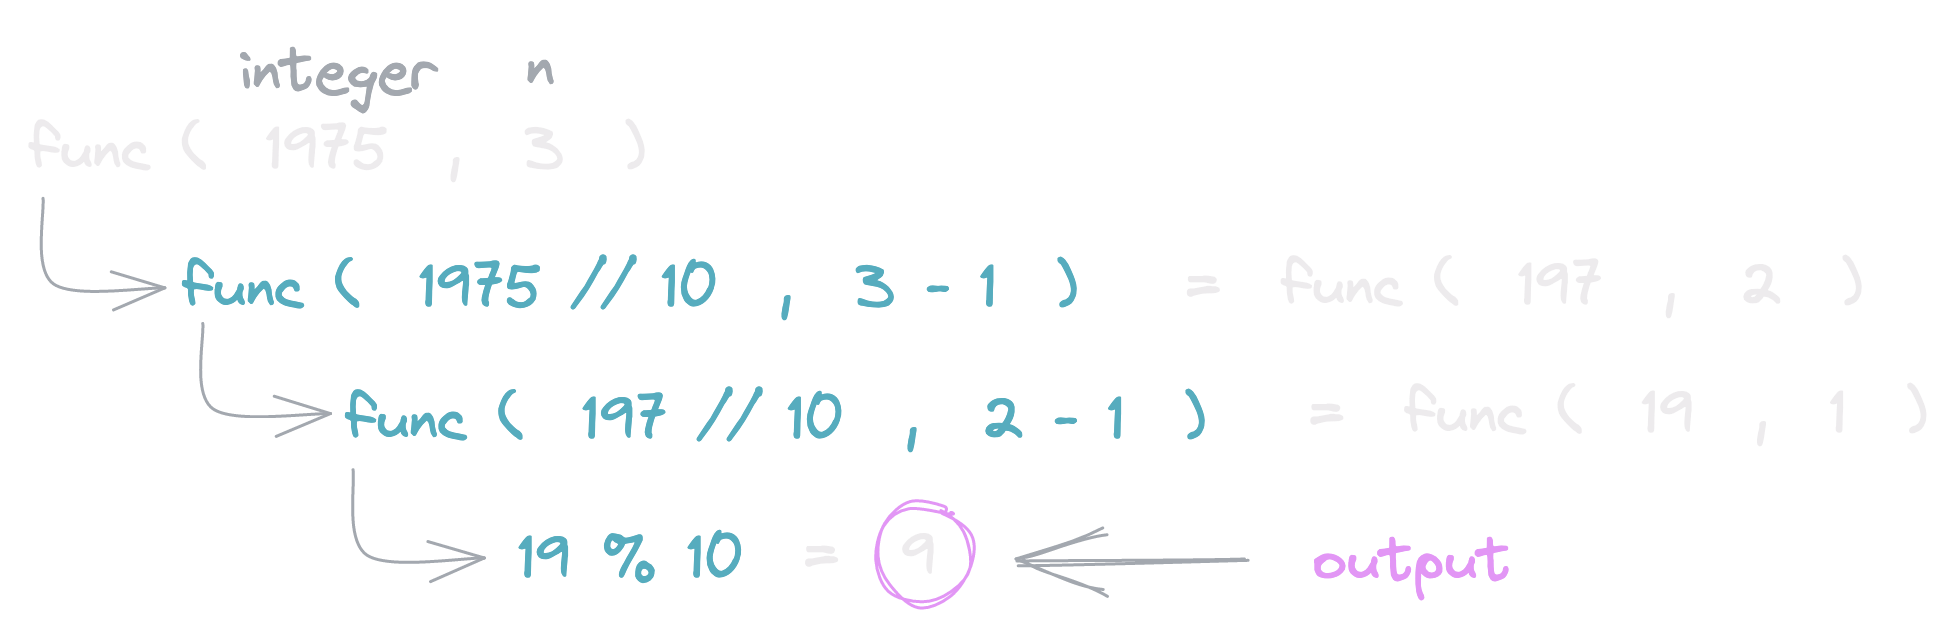 integer n
func ( 1975 , 3 )
func ( 1975 // 10 , 3 - 1 ) = func ( 197 , 2 )
func ( 197 // 10 , 2 - 1 ) = func ( 19 , 1 )
19 % 10 = 9 output